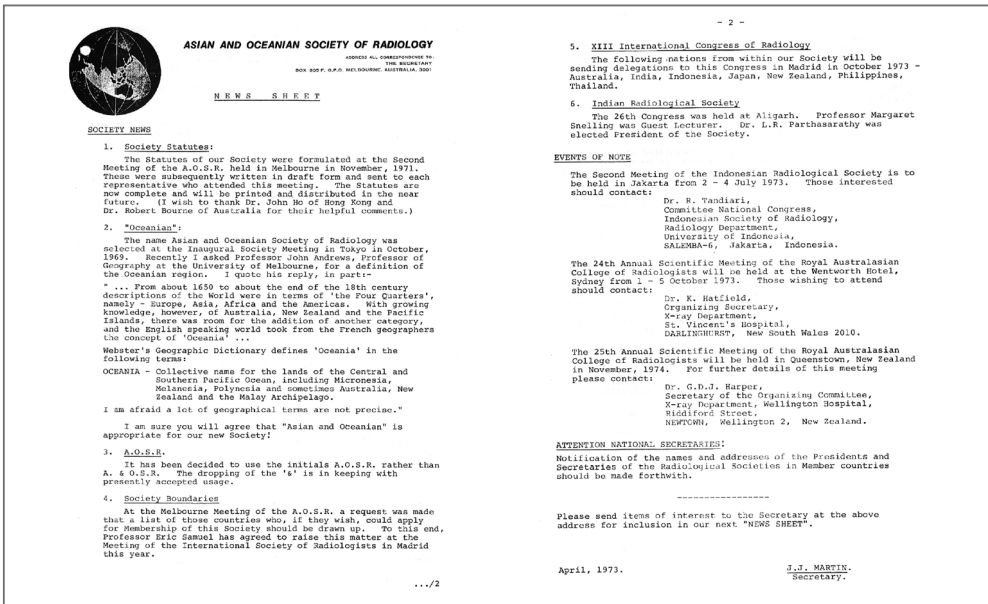 ASIAN AND OCEANIAN SOCIETY OF RADIOLOGY
ADDRESS ALL CORRESPONDENCE TO:
THE SECRETARY
BOX 805 F, G.P.O. MELBOURNE, AUSTRALIA, 3001
NEWS SHEET
SOCIETY NEWS
1. Society Statutes:
The Statutes of our Society were formulated at the Second
Meeting of the A.O.S.R. held in Melbourne in November, 1971.
These were subsequently written in draft form and sent to each
representative who attended this meeting. The Statutes are
now complete and will be printed and distributed in the near
future. (I wish to thank Dr. John Ho of Hong Kong and
Dr. Robert Bourne of Australia for their helpful comments.)
2. "Oceanian":
The name Asian and Oceanian Society of Radiology was
selected at the Inaugural Society Meeting in Tokyo in October,
1969. Recently I asked Professor John Andrews, Professor of
Geography at the University of Melbourne, for a definition of
the Oceanian region. I quote his reply, in part:-
" ... From about 1650 to about the end of the 18th century
descriptions of the World were in terms of 'the Four Quarters',
namely - Europe, Asia, Africa and the Americas. With growing
knowledge, however, of Australia, New Zealand and the Pacific
Islands, there was room for the addition of another category,
and the English speaking world took from the French geographers
the concept of 'Oceania' ...
Webster's Geographic Dictionary defines 'Oceania' in the
following terms:
OCEANIA - Collective name for the lands of the Central and
Southern Pacific Ocean, including Micronesia,
Melanesia, Polynesia and sometimes Australia, New
Zealand and the Malay Archipelago.
I am afraid a lot of geographical terms are not precise."
I am sure you will agree that "Asian and Oceanian" is
appropriate for our new Society!
3. A.O.S.R.
It has been decided to use the initials A.O.S.R. rather than
A. & O.S.R. The dropping of the '&' is in keeping with
presently accepted usage.
4. Society Boundaries
At the Melbourne Meeting of the A.O.S.R. a request was made
that a list of those countries who, if they wish, could apply
for Membership of this Society should be drawn up. To this end,
Professor Eric Samuel has agreed to raise this matter at the
Meeting of the International Society of Radiologists in Madrid
this year.
.../2
- 2 -
5. XIII International Congress of Radiology
The following nations from within our Society will be
sending delegations to this Congress in Madrid in October 1973 -
Australia, India, Indonesia, Japan, New Zealand, Philippines,
Thailand.
6. Indian Radiological Society
The 26th Congress was held at Aligarh. Professor Margaret
Snelling was Guest Lecturer. Dr. L.R. Parthasarathy was
elected President of the Society.
EVENTS OF NOTE
The Second Meeting of the Indonesian Radiological Society is to
be held in Jakarta from 2 - 4 July 1973. Those interested
should contact:
Dr. R. Tandiari,
Committee National Congress,
Indonesian Society of Radiology,
Radiology Department,
University of Indonesia,
SALEMBA-6, Jakarta, Indonesia.
The 24th Annual Scientific Meeting of the Royal Australasian
College of Radiologists will be held at the Wentworth Hotel,
Sydney from 1 - 5 October 1973. Those wishing to attend
should contact:
Dr. K. Hatfield,
Organizing Secretary,
X-ray Department,
St. Vincent's Hospital,
DARLINGHURST, New South Wales 2010.
The 25th Annual Scientific Meeting of the Royal Australasian
College of Radiologists will be held in Queenstown, New Zealand
in November, 1974. For further details of this meeting
please contact:
Dr. G.D.J. Harper,
Secretary of the Organizing Committee,
X-ray Department, Wellington Hospital,
Riddiford Street,
NEWTOWN, Wellington 2, New Zealand.
ATTENTION NATIONAL SECRETARIES!
Notification of the names and addresses of the Presidents and
Secretaries of the Radiological Societies in Member countries
should be made forthwith.
-----------------
Please send items of interest to the Secretary at the above
address for inclusion in our next "NEWS SHEET".
April, 1973.
J.J. MARTIN.
Secretary.